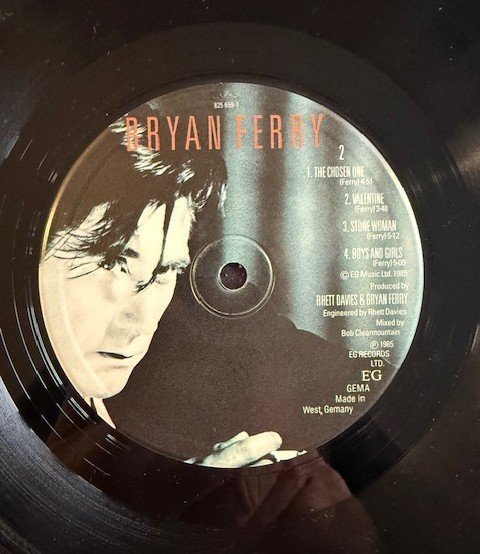 825 659-1
BRYAN FERRY
2
1. THE CHOSEN ONE
(Ferry) 4·51
2. VALENTINE
(Ferry) 3·48
3. STONE WOMAN
(Ferry) 5·12
4. BOYS AND GIRLS
(Ferry) 5:09
© EG Music Ltd. 1985
Produced by
RHETT DAVIES & BRYAN FERRY
Engineered by Rhett Davies
Mixed by
Bob Clearmountain
℗ 1985
EG RECORDS
LTD.
EG
GEMA
Made in
West Germany